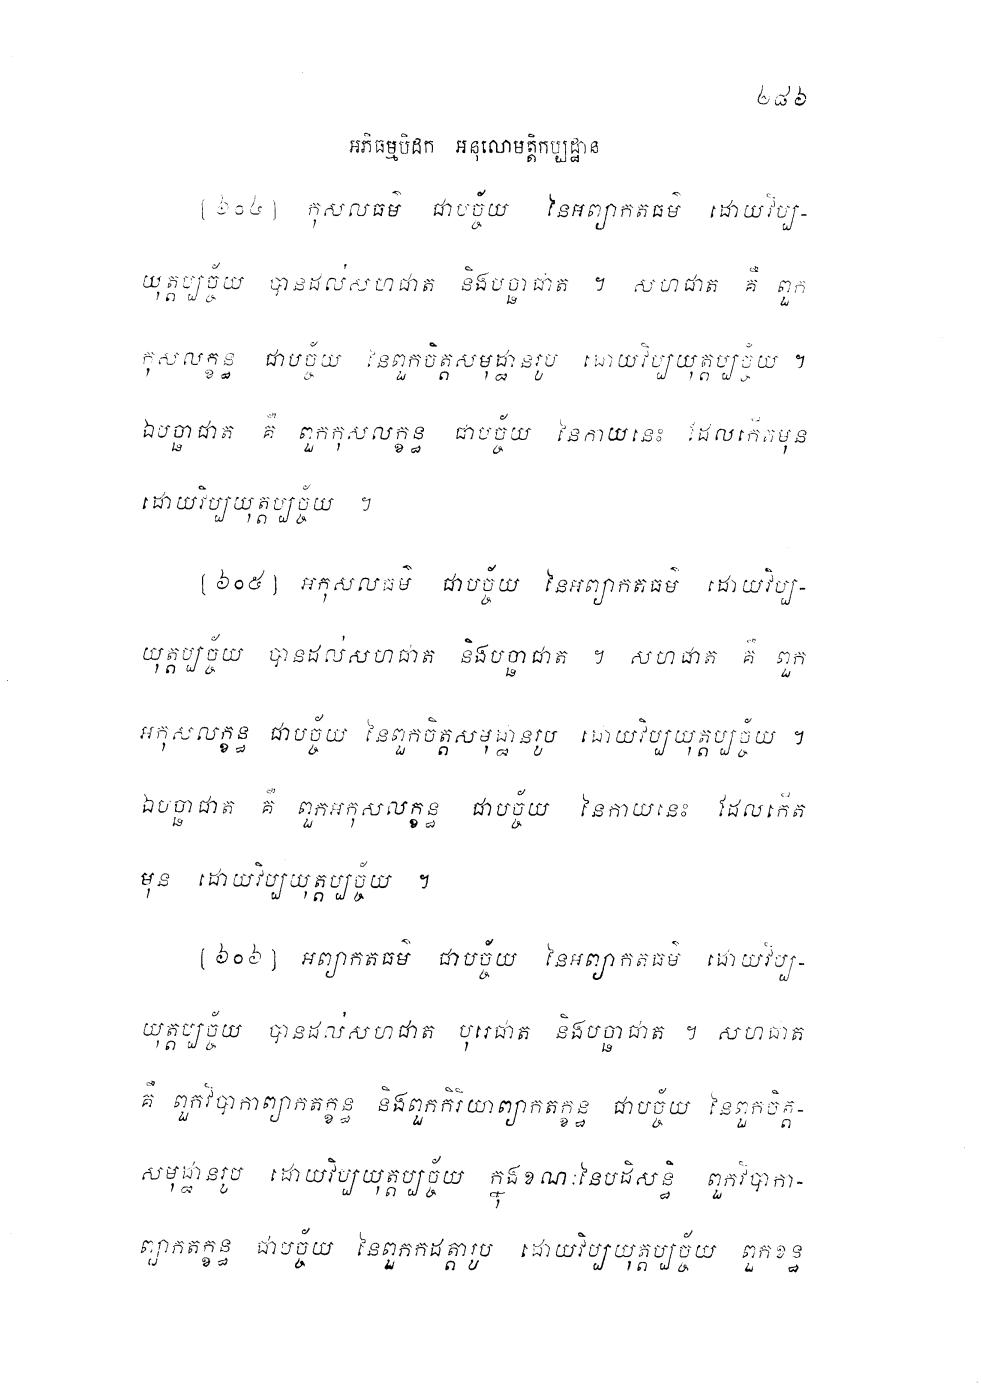 ២៨៦
អភិធម្មបិដក អនុលោមត្តិកប្បដ្ឋាន
[៦០៤] កុសលធម៌ ជាបច្ច័យ នៃអព្យាកតធម៌ ដោយវិប្ប-
យុត្តប្បច្ច័យ បានដល់សហជាត និងបច្ឆាជាត ។ សហជាត គឺ ពួក
កុសលក្ខន្ធ ជាបច្ច័យ នៃពួកចិត្តសមុដ្ឋានរូប ដោយវិប្បយុត្តប្បច្ច័យ ។
ឯបច្ឆាជាត គឺ ពួកកុសលក្ខន្ធ ជាបច្ច័យ នៃកាយនេះ ដែលកើតមុន
ដោយវិប្បយុត្តប្បច្ច័យ ។
[៦០៥] អកុសលធម៌ ជាបច្ច័យ នៃអព្យាកតធម៌ ដោយវិប្ប-
យុត្តប្បច្ច័យ បានដល់សហជាត និងបច្ឆាជាត ។ សហជាត គឺ ពួក
អកុសលក្ខន្ធ ជាបច្ច័យ នៃពួកចិត្តសមុដ្ឋានរូប ដោយវិប្បយុត្តប្បច្ច័យ ។
ឯបច្ឆាជាត គឺ ពួកអកុសលក្ខន្ធ ជាបច្ច័យ នៃកាយនេះ ដែលកើត
មុន ដោយវិប្បយុត្តប្បច្ច័យ ។
[៦០៦] អព្យាកតធម៌ ជាបច្ច័យ នៃអព្យាកតធម៌ ដោយវិប្ប-
យុត្តប្បច្ច័យ បានដល់សហជាត បុរេជាត និងបច្ឆាជាត ។ សហជាត
គឺ ពួកវិបាកាព្យាកតក្ខន្ធ និងពួកកិរិយាព្យាកតក្ខន្ធ ជាបច្ច័យ នៃពួកចិត្ត-
សមុដ្ឋានរូប ដោយវិប្បយុត្តប្បច្ច័យ ក្នុងខណៈនៃបដិសន្ធិ ពួកវិបាកា-
ព្យាកតក្ខន្ធ ជាបច្ច័យ នៃពួកកដត្តារូប ដោយវិប្បយុត្តប្បច្ច័យ ពួកខន្ធ